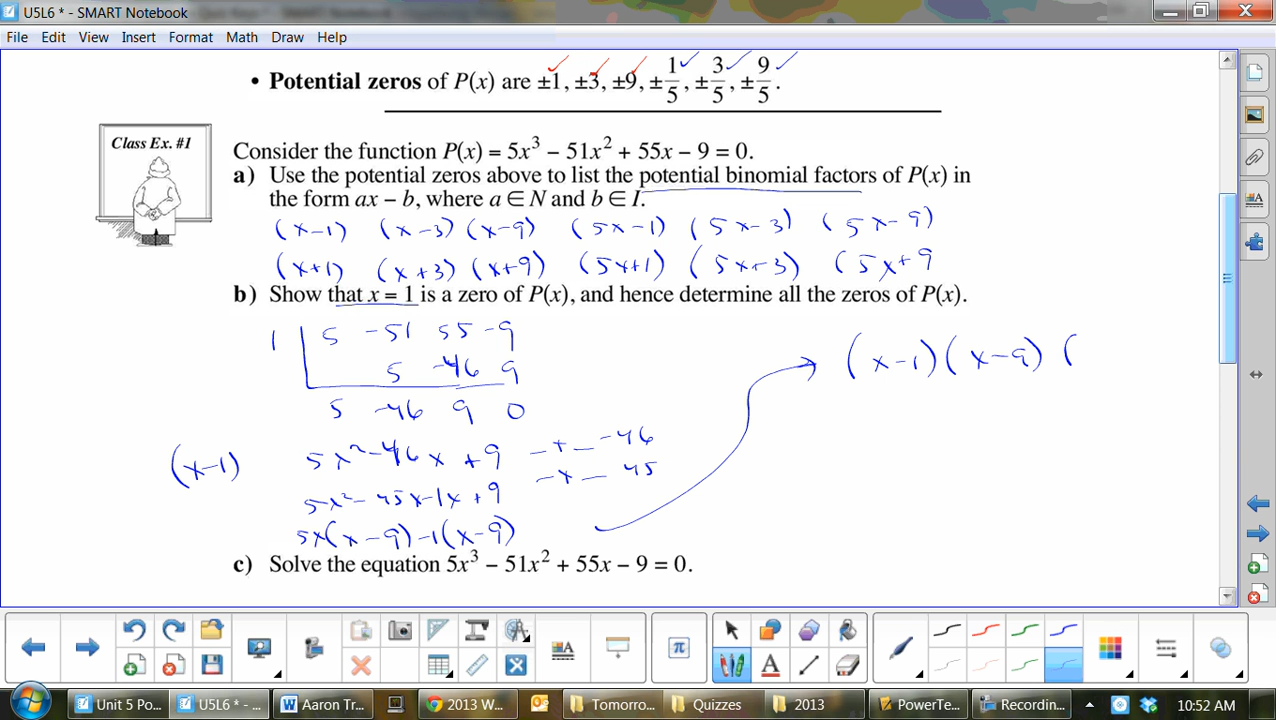 U5L6 * - SMART Notebook
File Edit View Insert Format Math Draw Help
• Potential zeros of P(x) are ±1, ±3, ±9, ±1/5, ±3/5, ±9/5.
Class Ex. #1
Consider the function P(x) = 5x³ − 51x² + 55x − 9 = 0.
a) Use the potential zeros above to list the potential binomial factors of P(x) in
the form ax − b, where a ∈ N and b ∈ I.
(x−1) (x−3) (x−9) (5x−1) (5x−3) (5x−9)
(x+1) (x+3) (x+9) (5x+1) (5x+3) (5x+9
b) Show that x = 1 is a zero of P(x), and hence determine all the zeros of P(x).
1 | 5 −51 55 −9
5 −46 9
5 −46 9 0
(x−1)(x−9)(
(x−1) 5x²−46x+9 _+_ −46
_x_ 45
5x²−45x−1x+9
5x(x−9)−1(x−9)
c) Solve the equation 5x³ − 51x² + 55x − 9 = 0.
π A
Unit 5 Po... U5L6 * - S... Aaron Tr... 2013 W... Tomorro... Quizzes 2013 PowerTe... Recordin... 10:52 AM